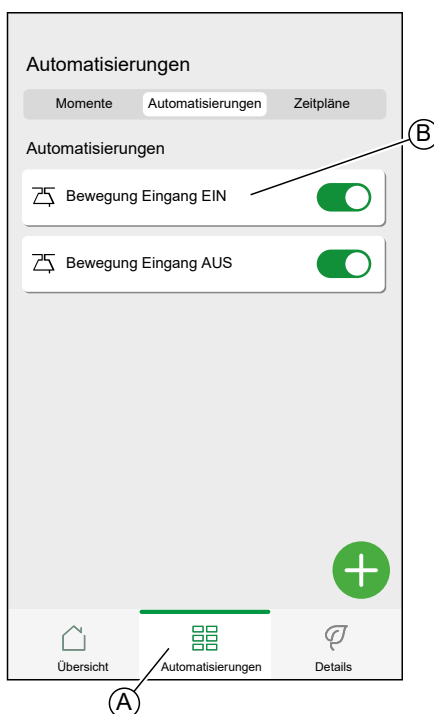 Automatisierungen
Momente Automatisierungen Zeitpläne
B
Automatisierungen
Bewegung Eingang EIN
Bewegung Eingang AUS
Übersicht Automatisierungen Details
A